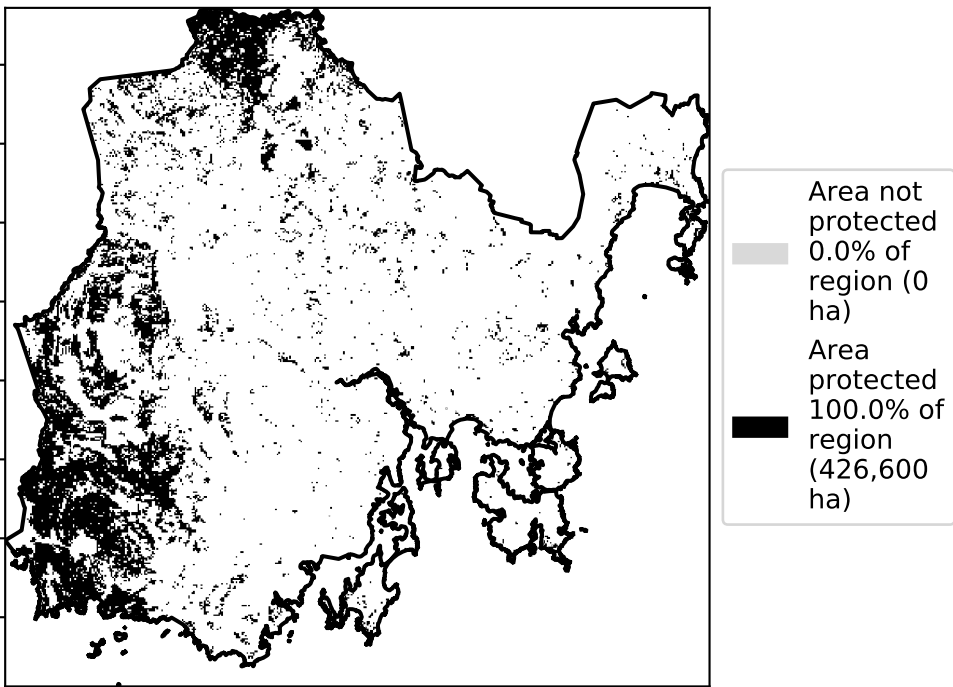 Area not
protected
0.0% of
region (0
ha)
Area
protected
100.0% of
region
(426,600
ha)